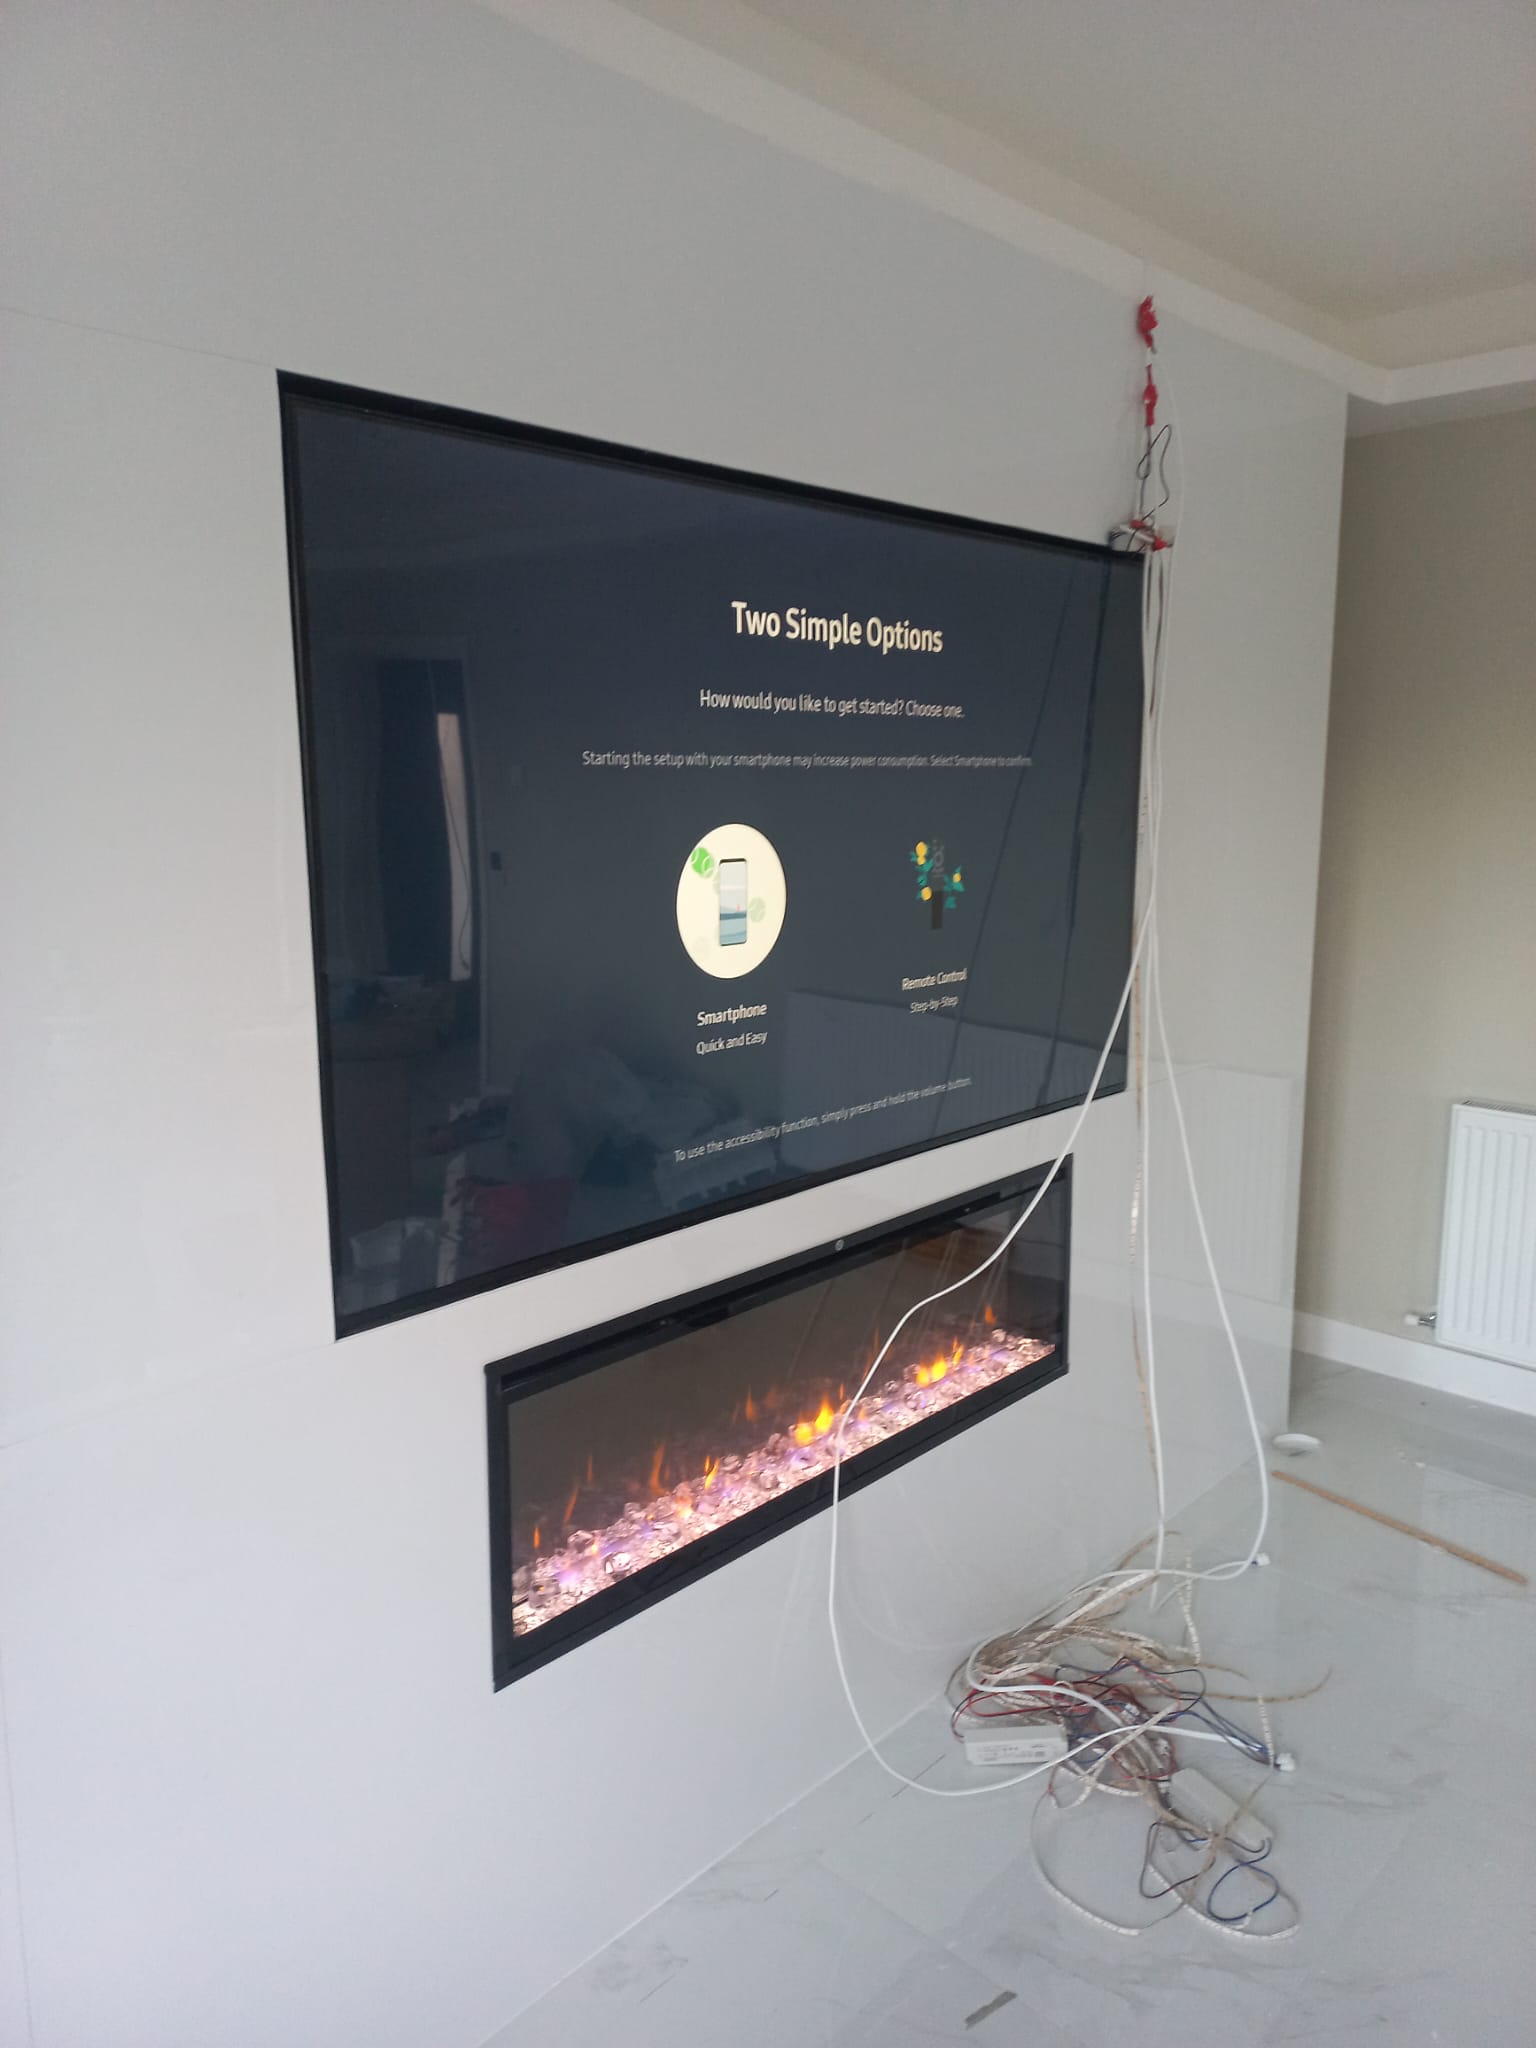 Two Simple Options
How would you like to get started? Choose one.
Starting the setup with your smartphone may increase power consumption. Select Smartphone to confirm.
Smartphone
Quick and Easy
Remote Control
Step-by-Step
To use the accessibility function, simply press and hold the volume button.